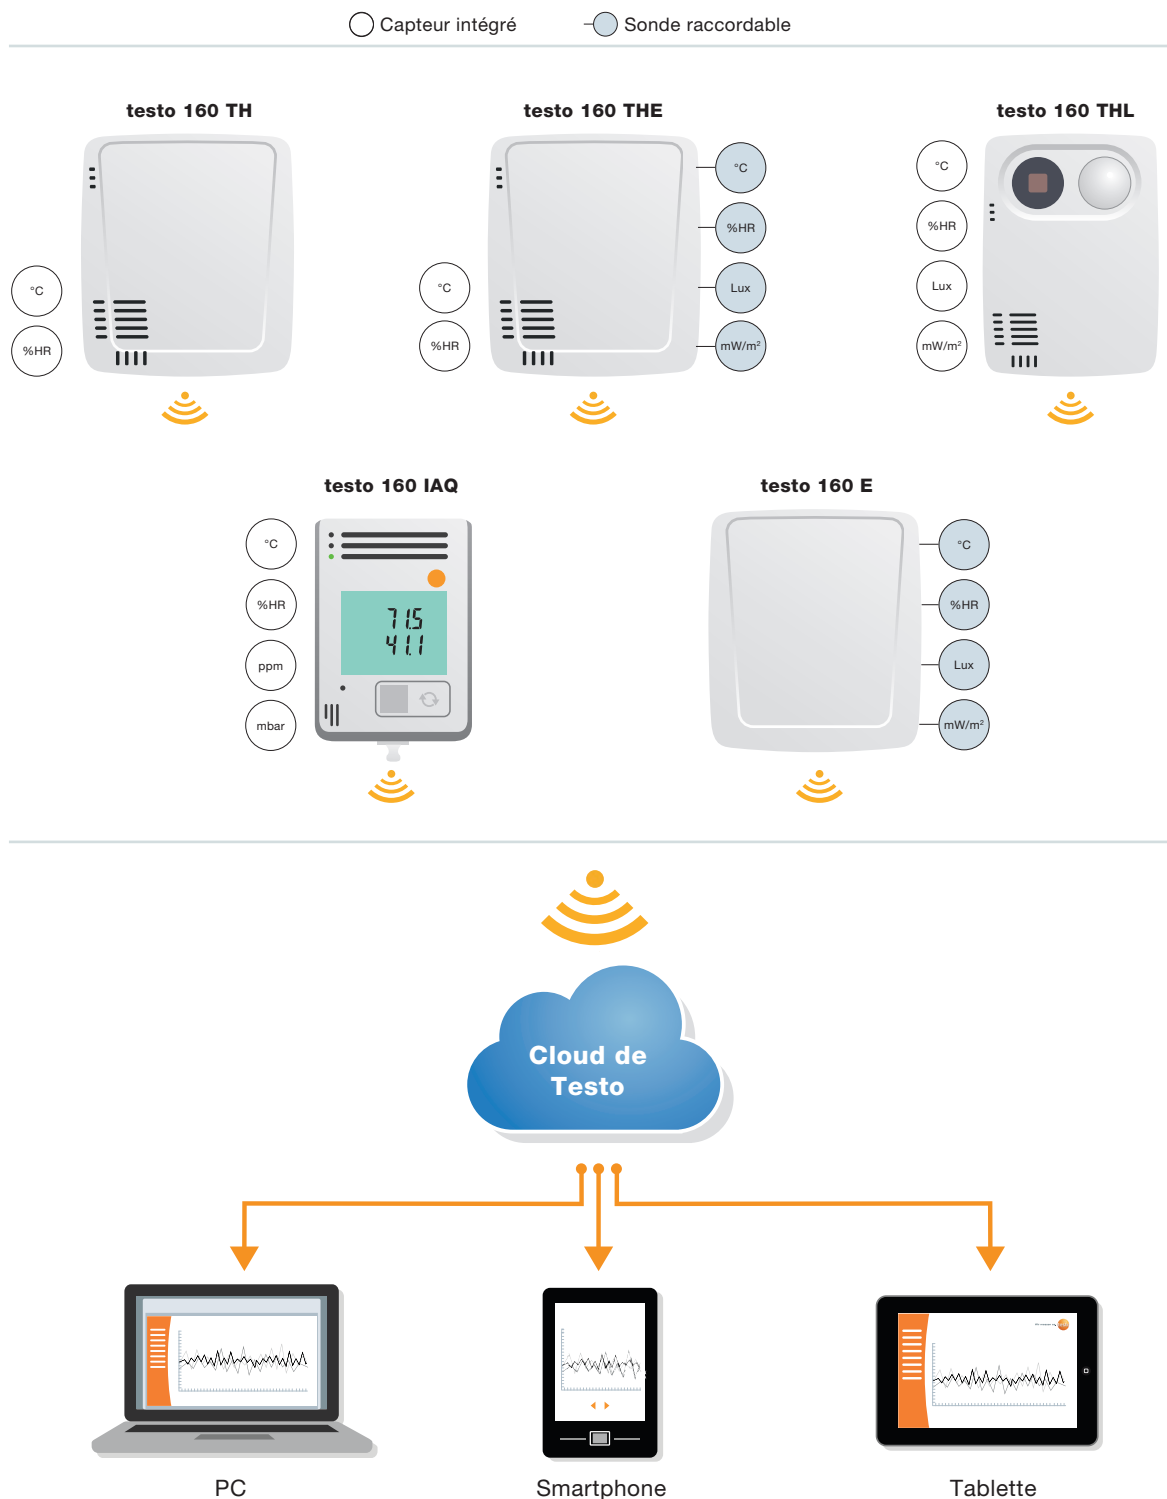 Capteur intégré
Sonde raccordable
testo 160 TH
testo 160 THE
testo 160 THL
°C
%HR
°C
%HR
°C
%HR
Lux
mW/m²
°C
%HR
Lux
mW/m²
testo 160 IAQ
testo 160 E
°C
%HR
ppm
mbar
71.5
41.1
°C
%HR
Lux
mW/m²
Cloud de
Testo
PC
Smartphone
Tablette